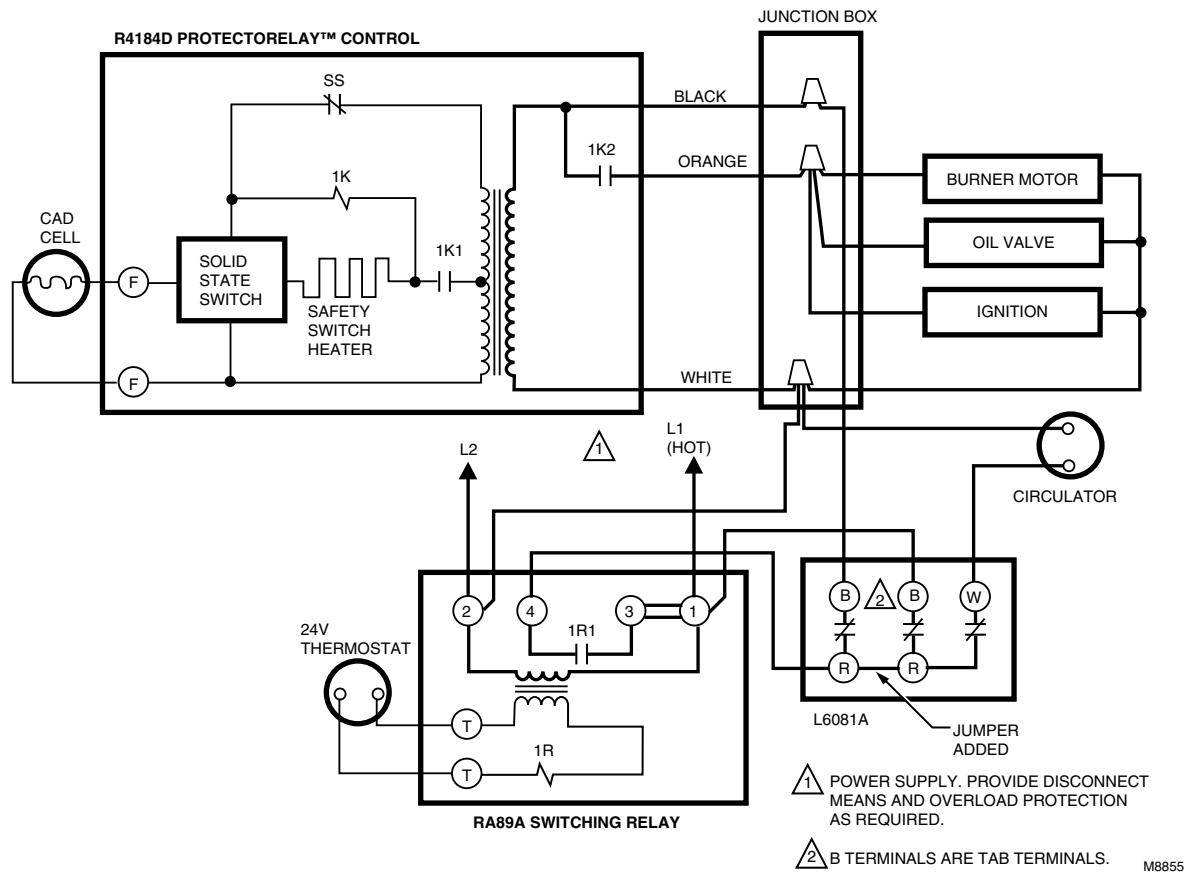 JUNCTION BOX
R4184D PROTECTORELAY™ CONTROL
SS
BLACK
1K2
ORANGE
1K
BURNER MOTOR
CAD
CELL
1K1
OIL VALVE
SOLID
STATE
SWITCH
F
SAFETY
SWITCH
HEATER
IGNITION
F
WHITE
L2
1
L1
(HOT)
CIRCULATOR
2
4
3
1
B
2
B
W
24V
THERMOSTAT
1R1
R
R
L6081A
T
JUMPER
ADDED
1R
T
1 POWER SUPPLY. PROVIDE DISCONNECT
MEANS AND OVERLOAD PROTECTION
AS REQUIRED.
RA89A SWITCHING RELAY
2 B TERMINALS ARE TAB TERMINALS.
M8855